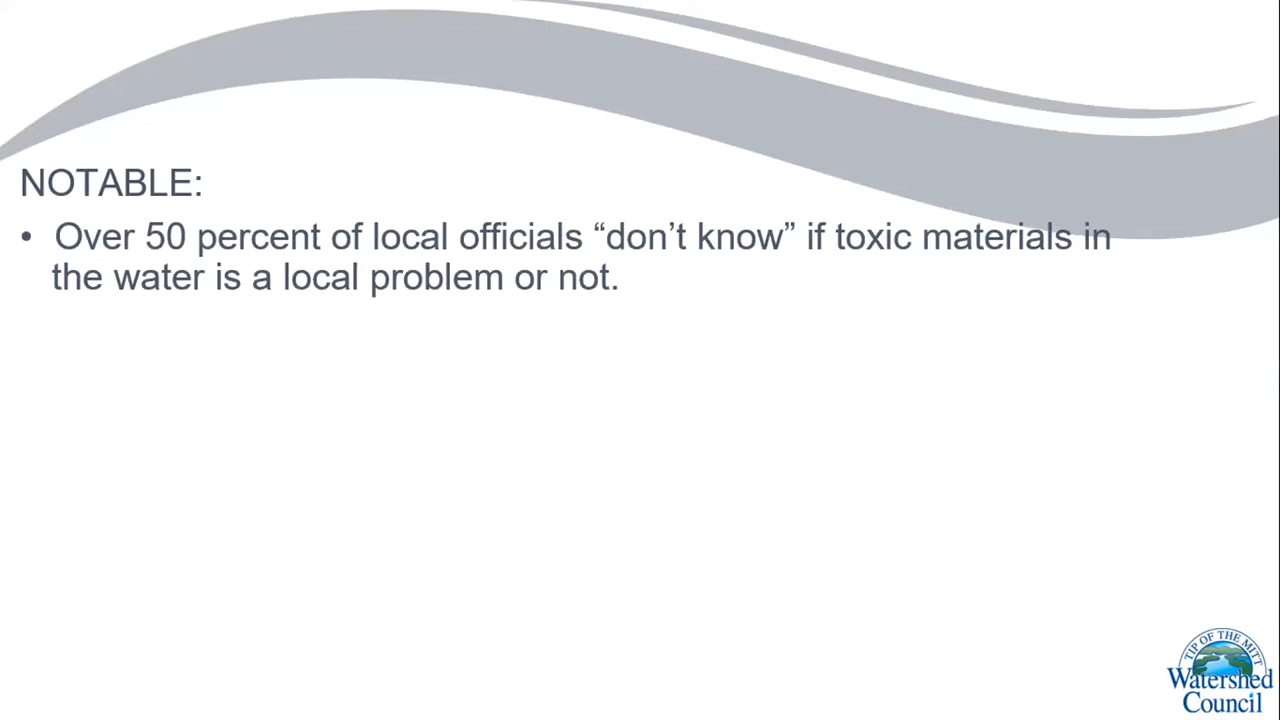 NOTABLE:
• Over 50 percent of local officials “don’t know” if toxic materials in
the water is a local problem or not.
TIP OF THE MITT
Watershed
Council